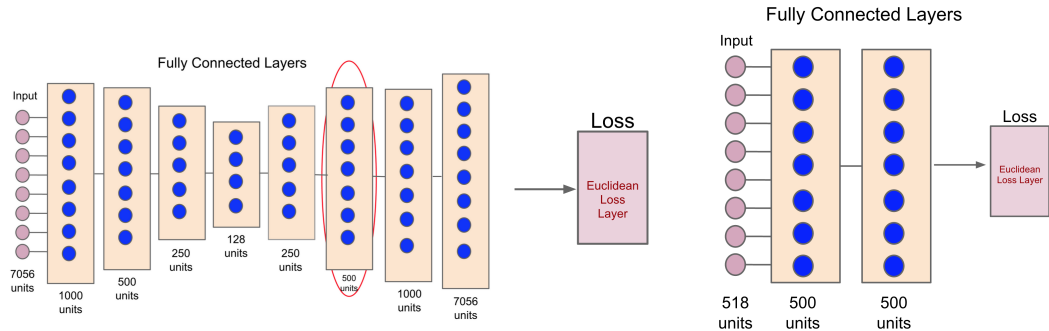 Fully Connected Layers
Input
7056
units
1000
units
500
units
250
units
128
units
250
units
500
units
1000
units
7056
units
Loss
Euclidean
Loss
Layer
Fully Connected Layers
Input
518
units
500
units
500
units
Loss
Euclidean
Loss Layer